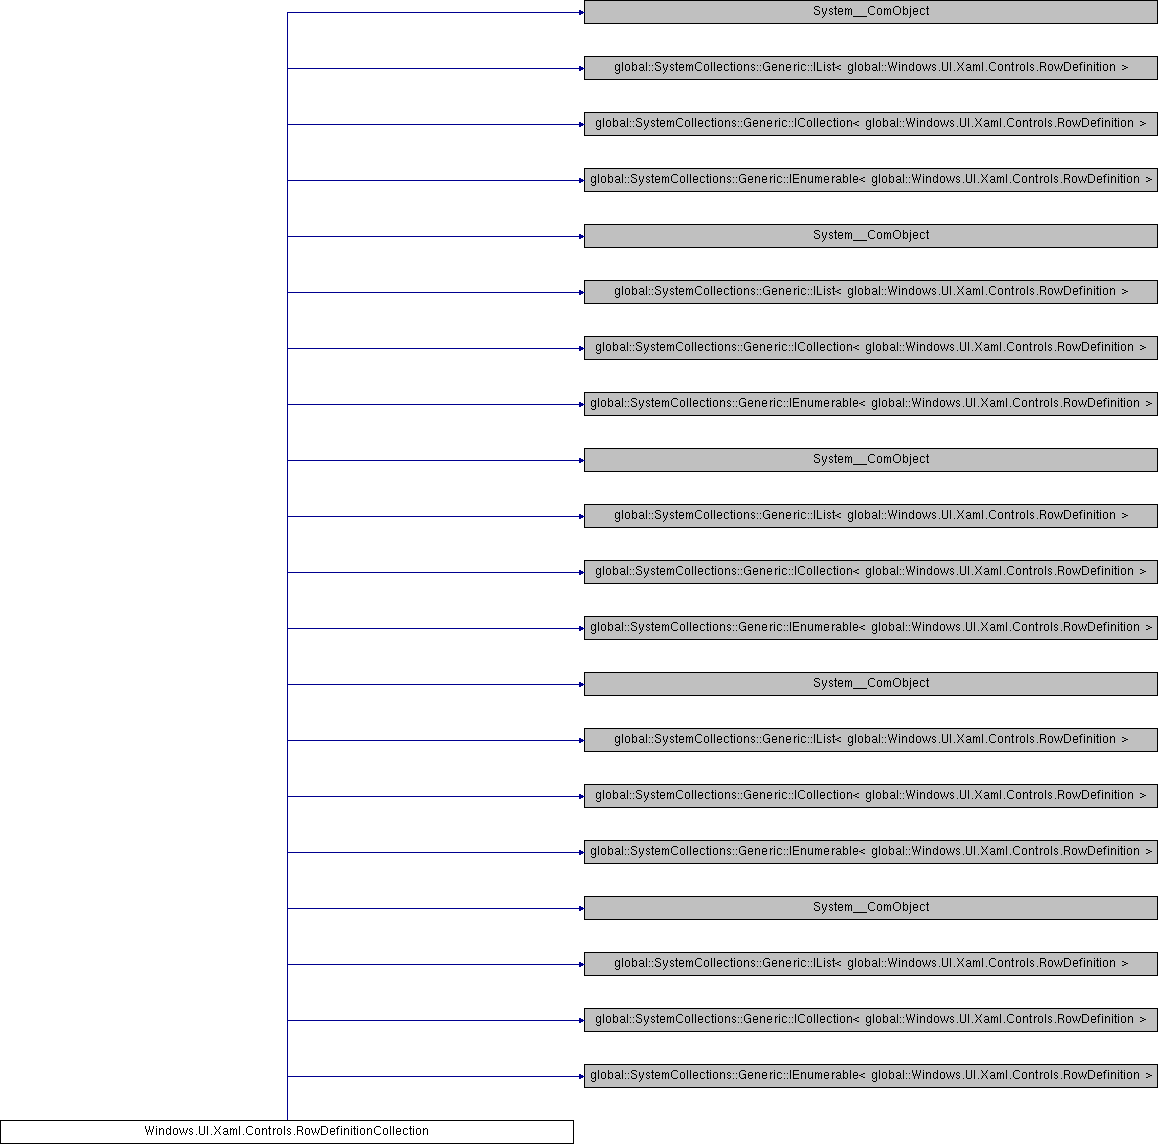 System__ComObject
global::SystemCollections::Generic::IList< global::Windows.UI.Xaml.Controls.RowDefinition >
global::SystemCollections::Generic::ICollection< global::Windows.UI.Xaml.Controls.RowDefinition >
global::SystemCollections::Generic::IEnumerable< global::Windows.UI.Xaml.Controls.RowDefinition >
System__ComObject
global::SystemCollections::Generic::IList< global::Windows.UI.Xaml.Controls.RowDefinition >
global::SystemCollections::Generic::ICollection< global::Windows.UI.Xaml.Controls.RowDefinition >
global::SystemCollections::Generic::IEnumerable< global::Windows.UI.Xaml.Controls.RowDefinition >
System__ComObject
global::SystemCollections::Generic::IList< global::Windows.UI.Xaml.Controls.RowDefinition >
global::SystemCollections::Generic::ICollection< global::Windows.UI.Xaml.Controls.RowDefinition >
global::SystemCollections::Generic::IEnumerable< global::Windows.UI.Xaml.Controls.RowDefinition >
System__ComObject
global::SystemCollections::Generic::IList< global::Windows.UI.Xaml.Controls.RowDefinition >
global::SystemCollections::Generic::ICollection< global::Windows.UI.Xaml.Controls.RowDefinition >
global::SystemCollections::Generic::IEnumerable< global::Windows.UI.Xaml.Controls.RowDefinition >
System__ComObject
global::SystemCollections::Generic::IList< global::Windows.UI.Xaml.Controls.RowDefinition >
global::SystemCollections::Generic::ICollection< global::Windows.UI.Xaml.Controls.RowDefinition >
global::SystemCollections::Generic::IEnumerable< global::Windows.UI.Xaml.Controls.RowDefinition >
Windows.UI.Xaml.Controls.RowDefinitionCollection